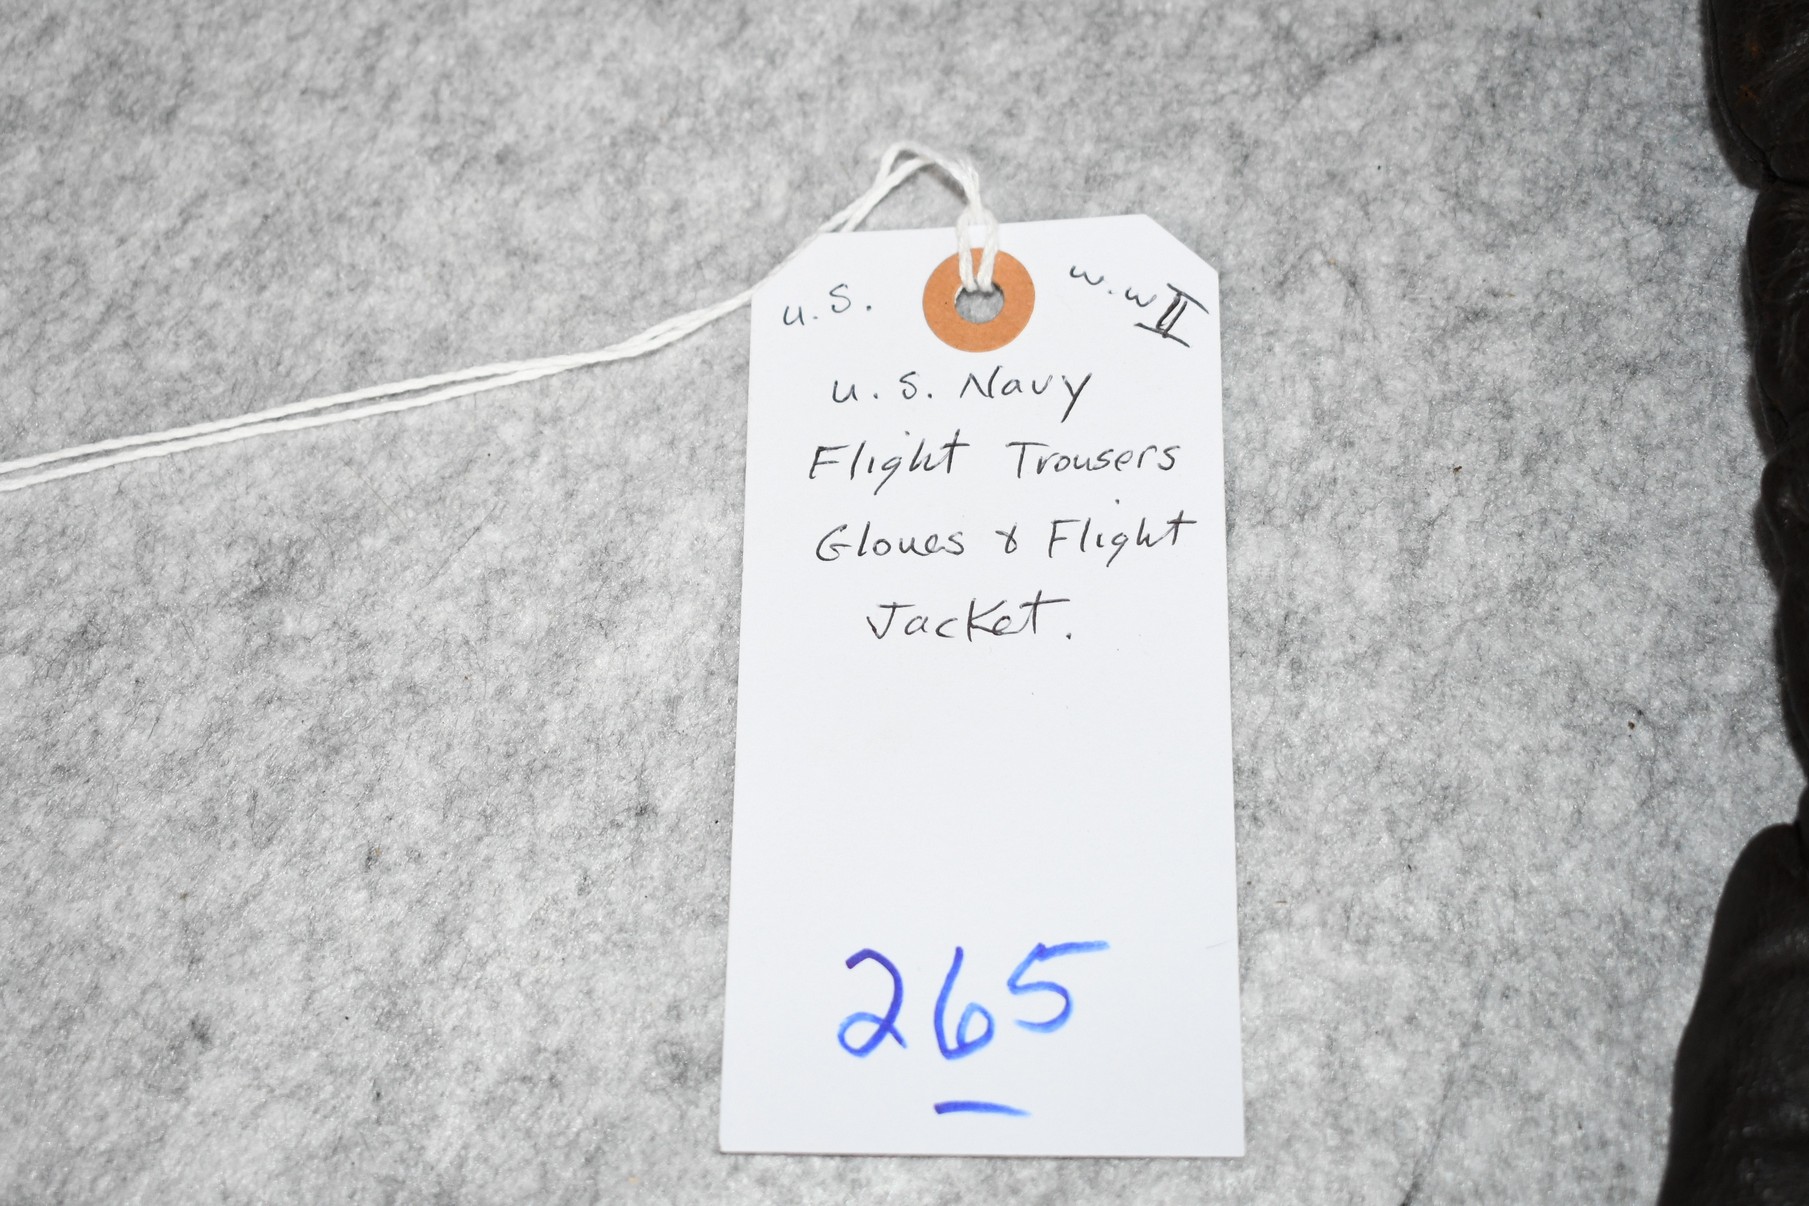 U.S.
W.W II
U.S. Navy
Flight Trousers
Gloves & Flight
Jacket.
265